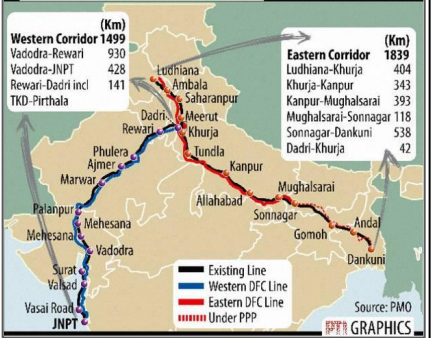 (Km)
Western Corridor 1499
Vadodra-Rewari 930
Vadodra-JNPT 428
Rewari-Dadri incl 141
TKD-Pirthala
(Km)
Eastern Corridor 1839
Ludhiana-Khurja 404
Khurja-Kanpur 343
Kanpur-Mughalsarai 393
Mughalsarai-Sonnagar 118
Sonnagar-Dankuni 538
Dadri-Khurja 42
Ludhiana
Ambala
Saharanpur
Dadri
Meerut
Rewari
Khurja
Phulera
Tundla
Ajmer
Kanpur
Marwar
Mughalsarai
Allahabad
Palanpur
Sonnagar
Mehesana
Andal
Mehesana
Gomoh
Vadodra
Dankuni
Surat
Valsad
Vasai Road
JNPT
Existing Line
Western DFC Line
Eastern DFC Line
Under PPP
Source: PMO
PTI GRAPHICS